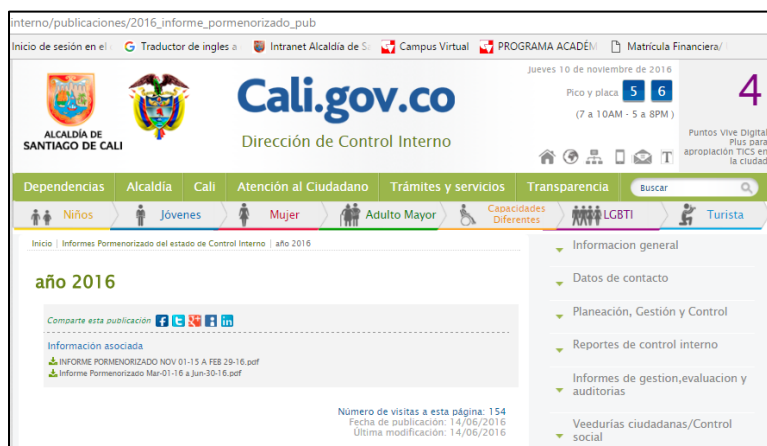 interno/publicaciones/2016_informe_pormenorizado_pub
Inicio de sesión en el Traductor de ingles a Intranet Alcaldía de S Campus Virtual PROGRAMA ACADÉM Matrícula Financiera/
Jueves 10 de noviembre de 2016
Pico y placa 5 6
(7 a 10AM - 5 a 8PM)
4
Puntos Vive Digital
Plus para
apropiación TICS en
la ciudad
ALCALDÍA DE
SANTIAGO DE CALI
Cali.gov.co
Dirección de Control Interno
Dependencias Alcaldía Cali Atención al Ciudadano Trámites y servicios Transparencia Buscar
Niños Jóvenes Mujer Adulto Mayor Capacidades Diferentes LGBTI Turista
Inicio | Informes Pormenorizado del estado de Control Interno | año 2016
año 2016
Comparte esta publicación
Información asociada
INFORME PORMENORIZADO NOV 01-15 A FEB 29-16.pdf
Informe Pormenorizado Mar-01-16 a Jun-30-16.pdf
Número de visitas a esta página: 154
Fecha de publicación: 14/06/2016
Última modificación: 14/06/2016
Informacion general
Datos de contacto
Planeación, Gestión y Control
Reportes de control interno
Informes de gestion,evaluacion y
auditorias
Veedurías ciudadanas/Control
social